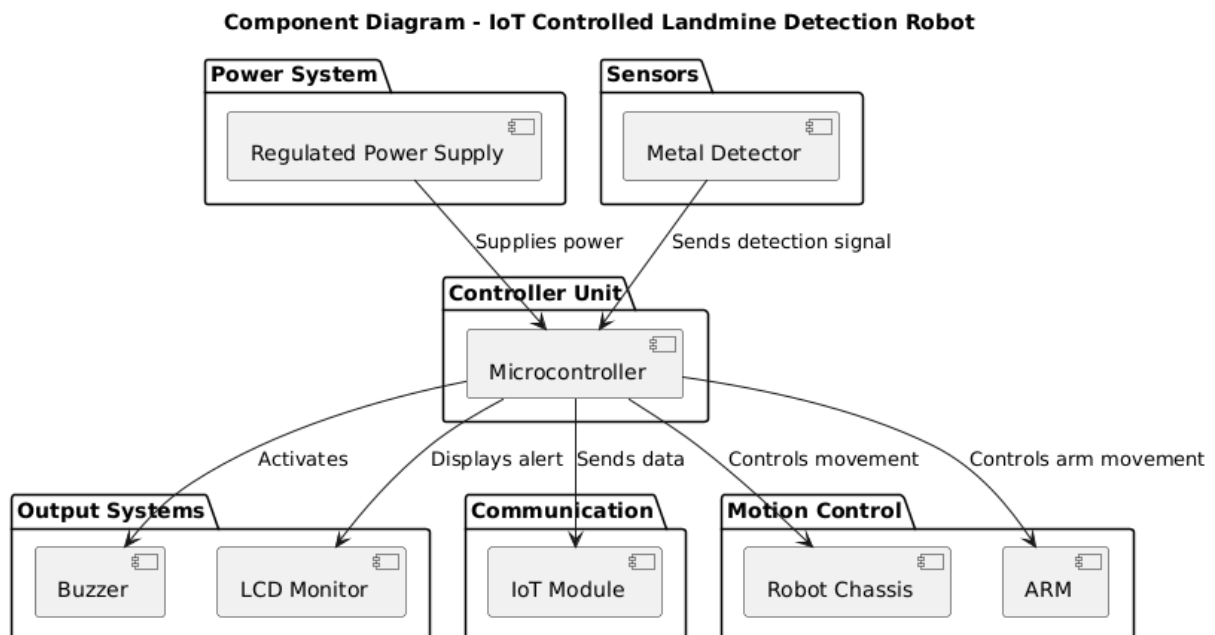 Component Diagram - IoT Controlled Landmine Detection Robot
Power System
Sensors
Regulated Power Supply
Metal Detector
Supplies power
Sends detection signal
Controller Unit
Microcontroller
Activates
Displays alert
Sends data
Controls movement
Controls arm movement
Output Systems
Communication
Motion Control
Buzzer
LCD Monitor
IoT Module
Robot Chassis
ARM